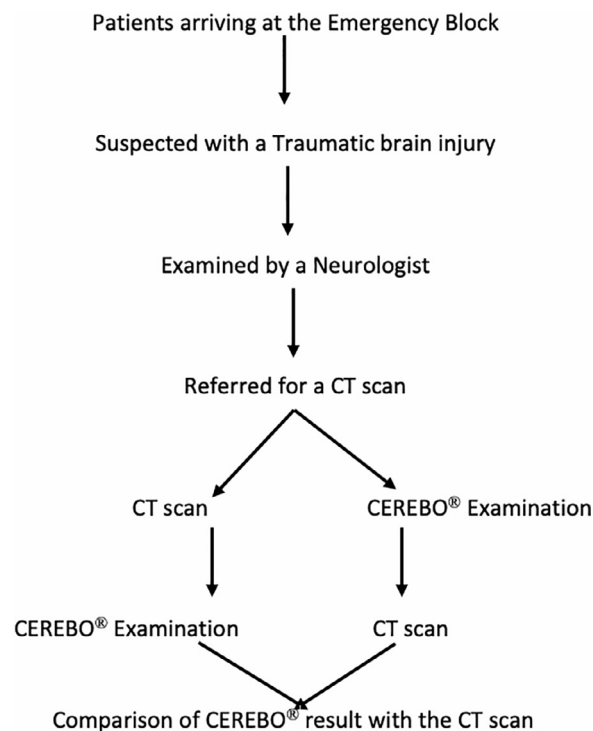 Patients arriving at the Emergency Block
Suspected with a Traumatic brain injury
Examined by a Neurologist
Referred for a CT scan
CT scan
CEREBO® Examination
CEREBO® Examination
CT scan
Comparison of CEREBO® result with the CT scan